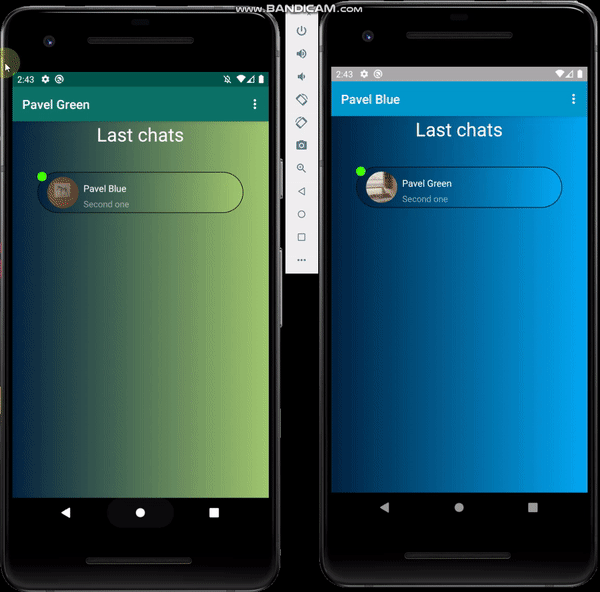 www.BANDICAM.com
2:43
Pavel Green
Last chats
Pavel Blue
Second one
2:43
Pavel Blue
Last chats
Pavel Green
Second one